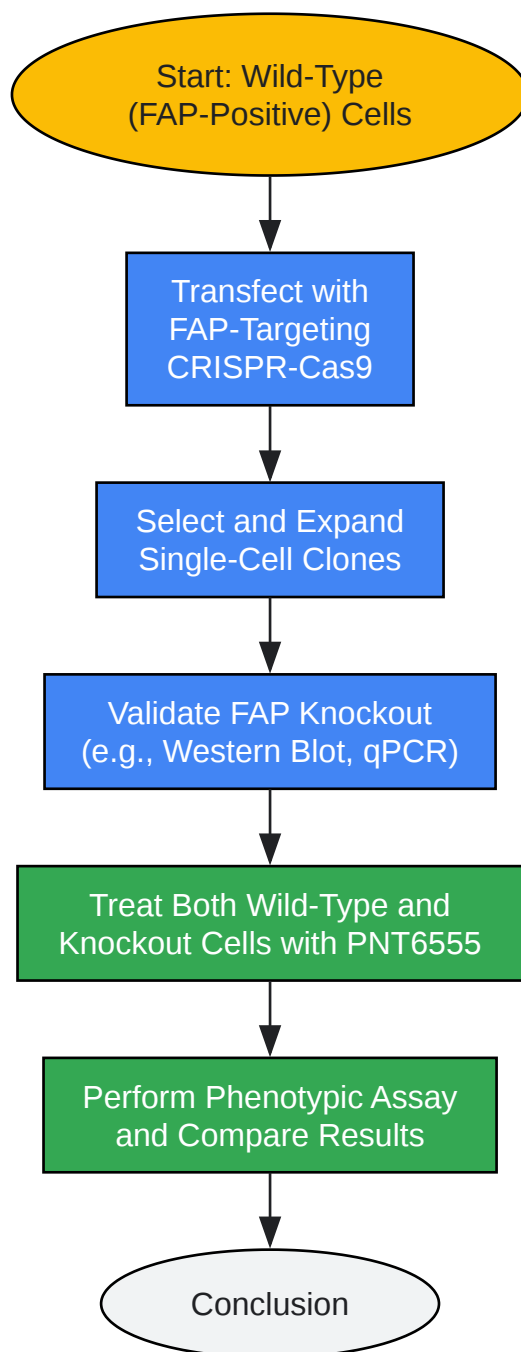 Start: Wild-Type
(FAP-Positive) Cells
Transfect with
FAP-Targeting
CRISPR-Cas9
Select and Expand
Single-Cell Clones
Validate FAP Knockout
(e.g., Western Blot, qPCR)
Treat Both Wild-Type and
Knockout Cells with PNT6555
Perform Phenotypic Assay
and Compare Results
Conclusion